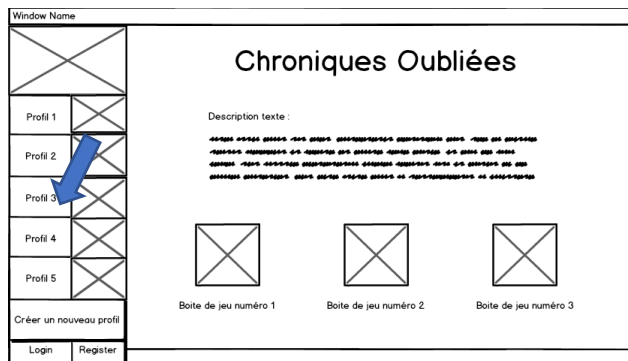 Window Name
Chroniques Oubliées
Profil 1
Description texte :
Profil 2
Profil 3
Profil 4
Profil 5
Boite de jeu numéro 1
Boite de jeu numéro 2
Boite de jeu numéro 3
Créer un nouveau profil
Login
Register